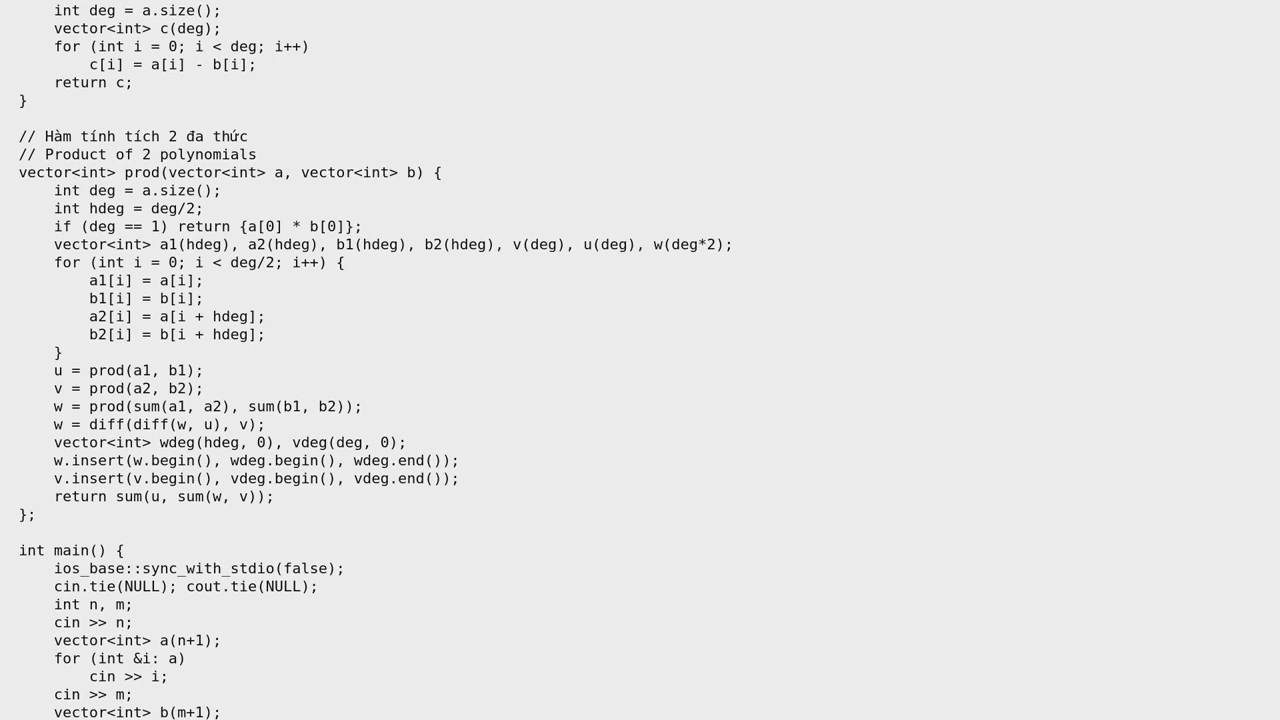 int deg = a.size();
    vector<int> c(deg);
    for (int i = 0; i < deg; i++)
        c[i] = a[i] - b[i];
    return c;
}

// Hàm tính tích 2 đa thức
// Product of 2 polynomials
vector<int> prod(vector<int> a, vector<int> b) {
    int deg = a.size();
    int hdeg = deg/2;
    if (deg == 1) return {a[0] * b[0]};
    vector<int> a1(hdeg), a2(hdeg), b1(hdeg), b2(hdeg), v(deg), u(deg), w(deg*2);
    for (int i = 0; i < deg/2; i++) {
        a1[i] = a[i];
        b1[i] = b[i];
        a2[i] = a[i + hdeg];
        b2[i] = b[i + hdeg];
    }
    u = prod(a1, b1);
    v = prod(a2, b2);
    w = prod(sum(a1, a2), sum(b1, b2));
    w = diff(diff(w, u), v);
    vector<int> wdeg(hdeg, 0), vdeg(deg, 0);
    w.insert(w.begin(), wdeg.begin(), wdeg.end());
    v.insert(v.begin(), vdeg.begin(), vdeg.end());
    return sum(u, sum(w, v));
};

int main() {
    ios_base::sync_with_stdio(false);
    cin.tie(NULL); cout.tie(NULL);
    int n, m;
    cin >> n;
    vector<int> a(n+1);
    for (int &i: a)
        cin >> i;
    cin >> m;
    vector<int> b(m+1);